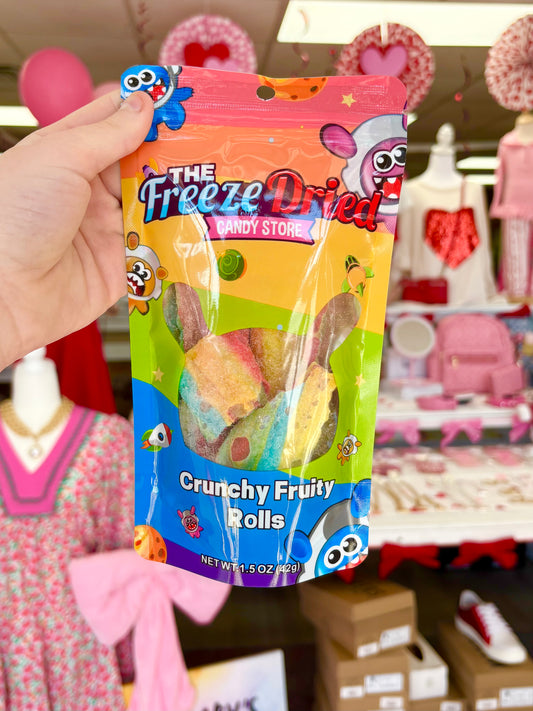 THE
Freeze Dried
CANDY STORE
Crunchy Fruity
Rolls
NET WT 1.5 OZ (42g)